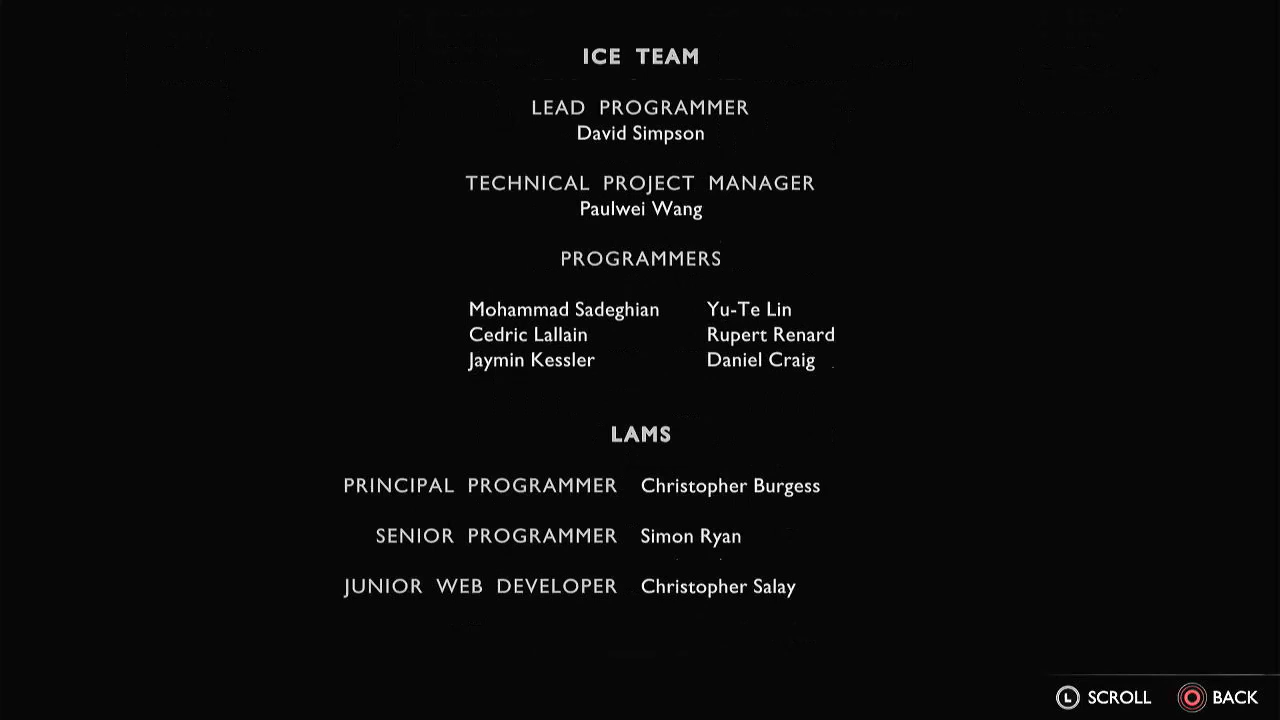 ICE TEAM
LEAD PROGRAMMER
David Simpson
TECHNICAL PROJECT MANAGER
Paulwei Wang
PROGRAMMERS
Mohammad Sadeghian Yu-Te Lin
Cedric Lallain Rupert Renard
Jaymin Kessler Daniel Craig
LAMS
PRINCIPAL PROGRAMMER Christopher Burgess
SENIOR PROGRAMMER Simon Ryan
JUNIOR WEB DEVELOPER Christopher Salay
L SCROLL BACK